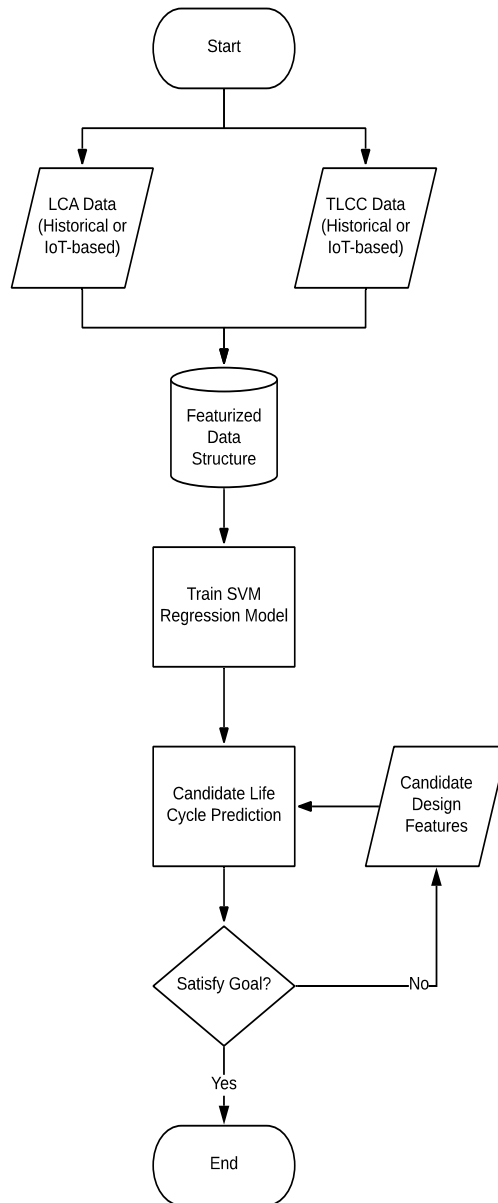 Start
LCA Data
(Historical or
IoT-based)
TLCC Data
(Historical or
IoT-based)
Featurized
Data
Structure
Train SVM
Regression Model
Candidate Life
Cycle Prediction
Candidate
Design
Features
Satisfy Goal?
No
Yes
End